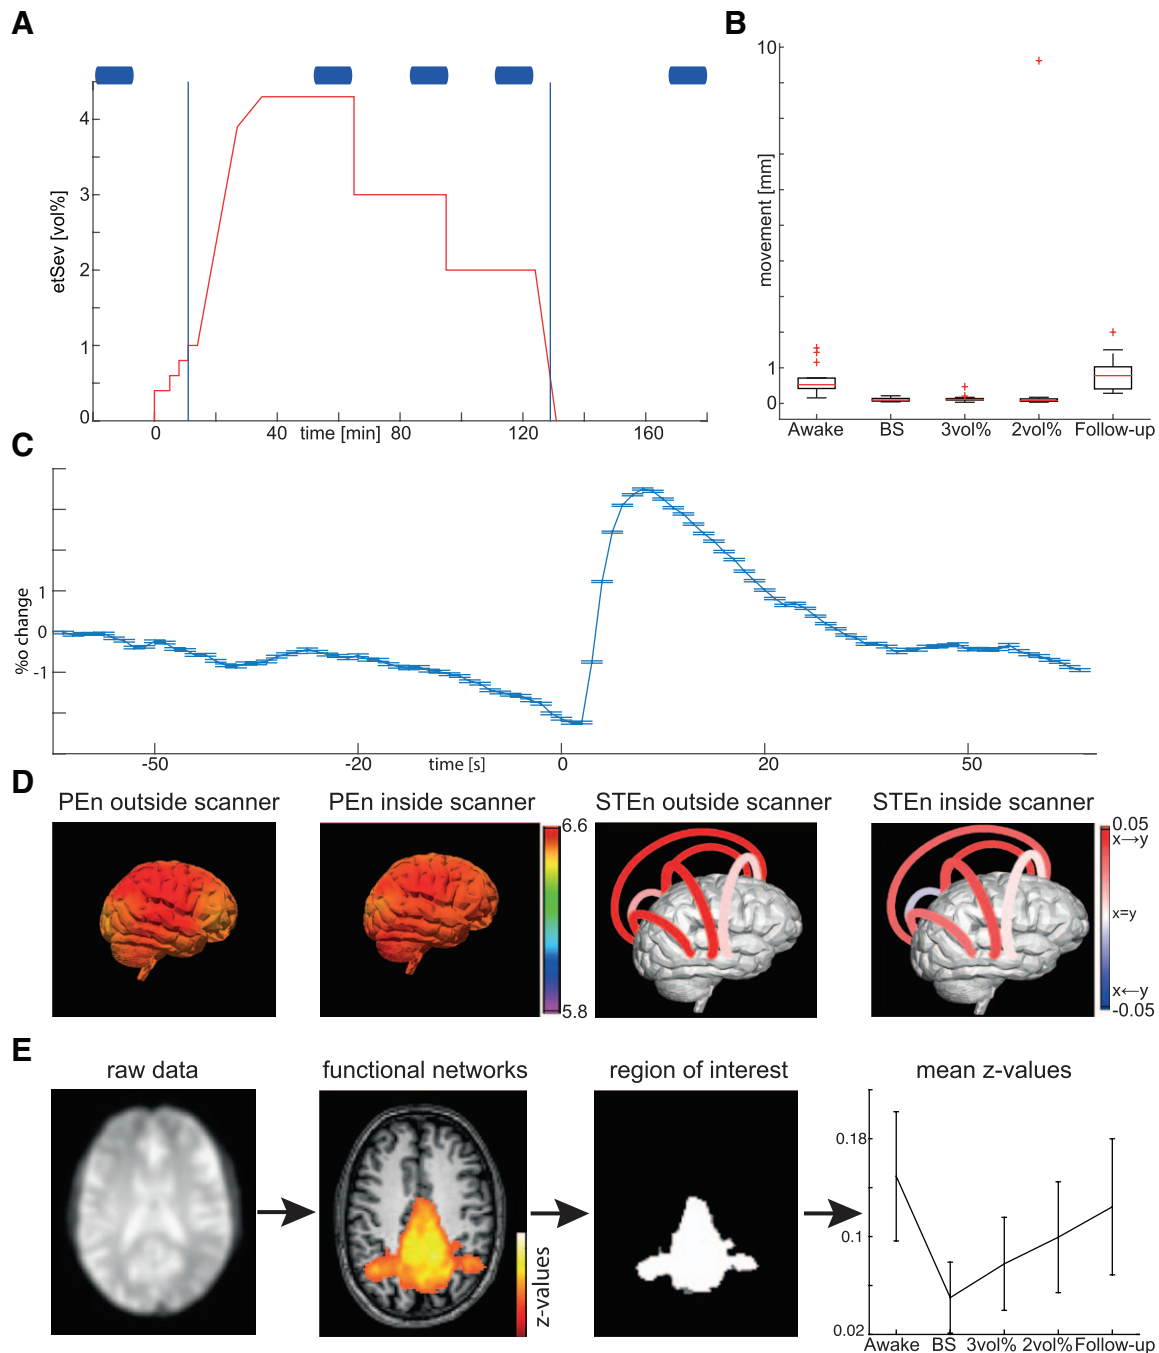 A
B
etSev [vol%]
4
3
2
1
0
0
40
time [min]
80
120
160
movement [mm]
10
1
0
Awake
BS
3vol%
2vol%
Follow-up
C
%o change
1
0
-1
-50
-20
time [s]
0
20
50
D
PEn outside scanner
PEn inside scanner
STEn outside scanner
STEn inside scanner
6.6
5.8
0.05
x→y
x=y
x←y
-0.05
E
raw data
functional networks
region of interest
mean z-values
z-values
0.18
0.1
0.02
Awake
BS
3vol%
2vol%
Follow-up